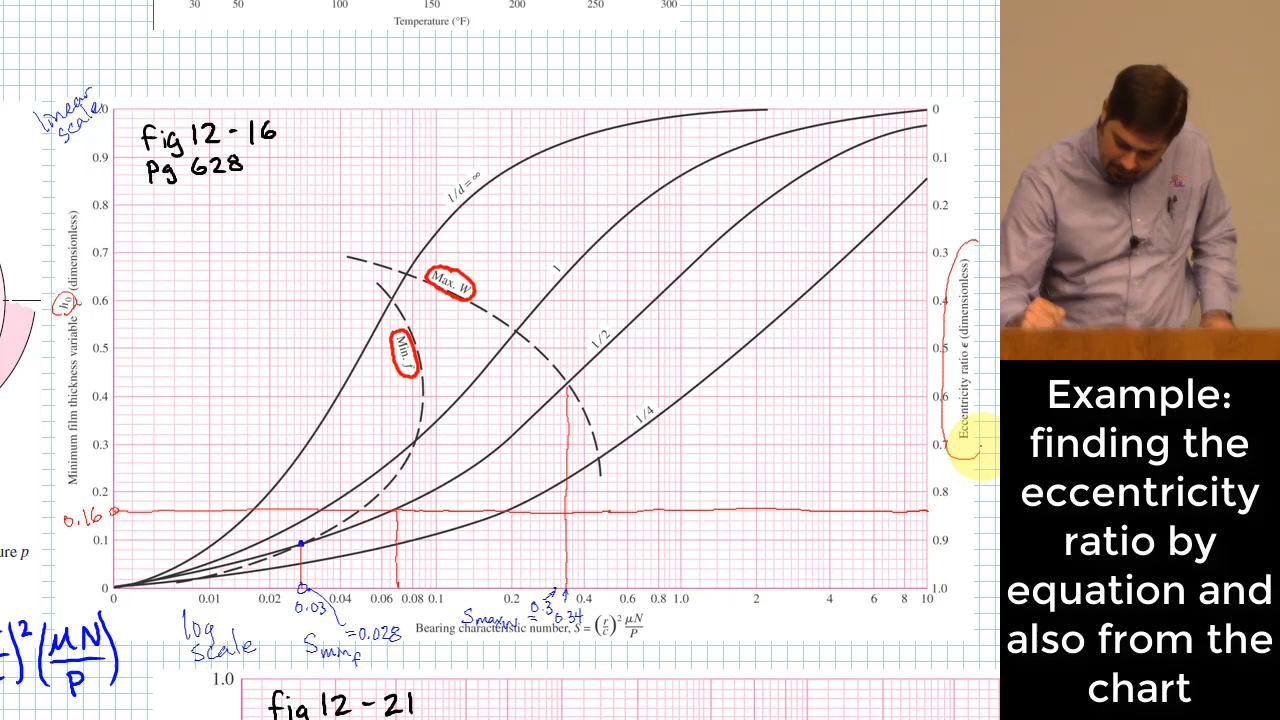 30 50 100 150 200 250 300
Temperature (°F)
linear
scale
fig 12-16
Pg 628
.0
0.9
0.8
0.7
0.6
0.5
0.4
0.3
0.2
0.16
0.1
0
Minimum film thickness variable (dimensionless)
h₀
l/d = ∞
1
1/2
1/4
Max. W
Min. f
0
0.1
0.2
0.3
0.4
0.5
0.6
0.7
0.8
0.9
1.0
Eccentricity ratio ϵ (dimensionless)
0 0.01 0.02 0.04 0.06 0.08 0.1 0.2 0.4 0.6 0.8 1.0 2 4 6 8 10
0.03
0.3
0.34
Bearing characteristic number, S = (r/c)² μN/P
= 0.028
ure p
)² (μN/P)
log
scale
1.0
fig 12-21
Example:
finding the
eccentricity
ratio by
equation and
also from the
chart